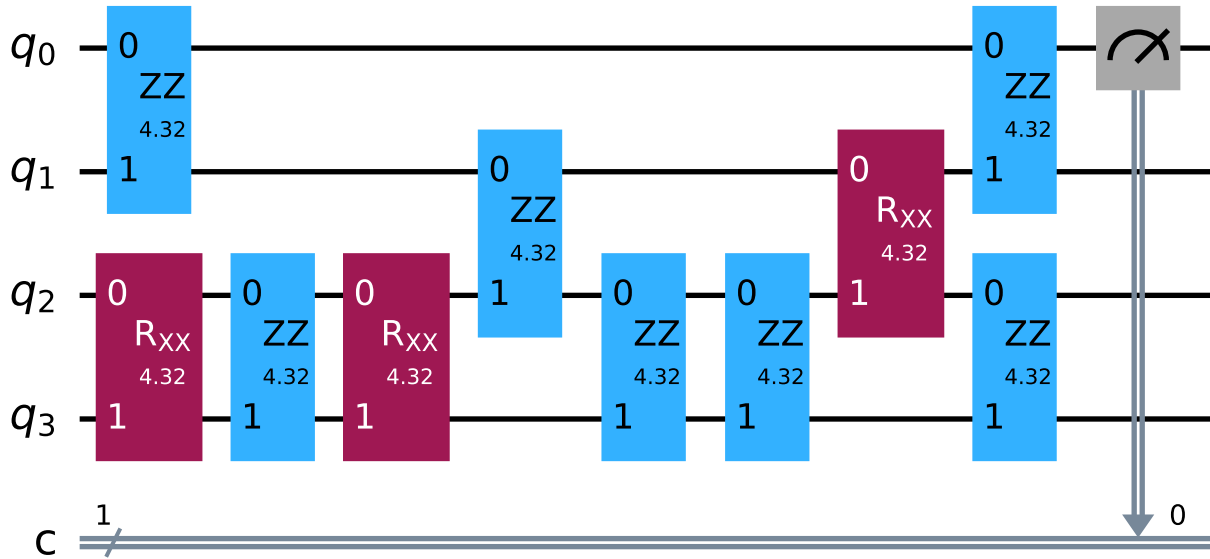 q0 0 ZZ 4.32 1 0 ZZ 4.32 1
q1 0 ZZ 4.32 1 0 RXX 4.32 1
q2 0 RXX 4.32 1 0 ZZ 4.32 1 0 RXX 4.32 1 0 ZZ 4.32 1 0 ZZ 4.32 1 0 ZZ 4.32 1
q3
c 1 0